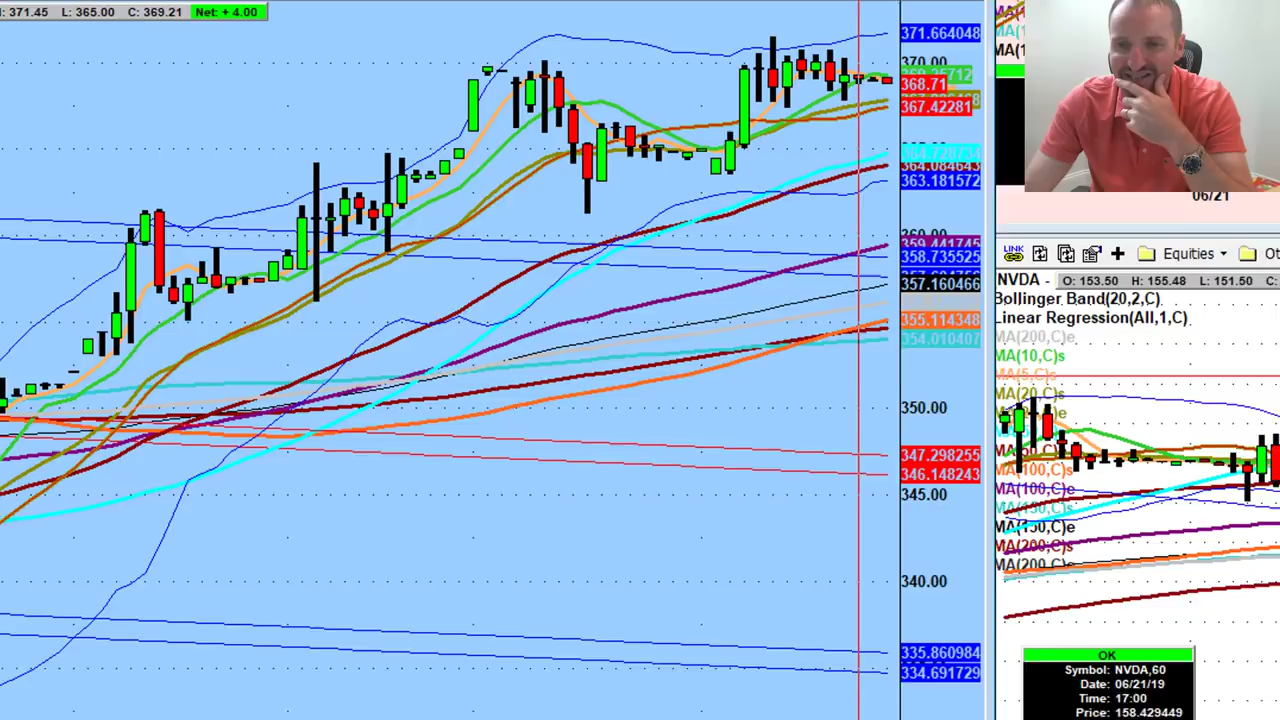 : 371.45 L: 365.00 C: 369.21 Net: + 4.00
371.664048
370.00
368.71
367.42281
364.084643
363.181572
360.00
359.441745
358.735525
357.160466
355.114348
354.010407
350.00
347.298255
346.148243
345.00
340.00
335.860984
334.691729
06/21
LINK
Equities
Ot
NVDA - O: 153.50 H: 155.48 L: 151.50
Bollinger Band(20,2,C)
Linear Regression(All,1,C)
MA(200,C)e
MA(10,C)s
MA(5,C)s
MA(20,C)s
MA(100,C)s
MA(100,C)e
MA(150,C)s
MA(150,C)e
MA(200,C)s
MA(200,C)e
OK
Symbol: NVDA,60
Date: 06/21/19
Time: 17:00
Price: 158.429449